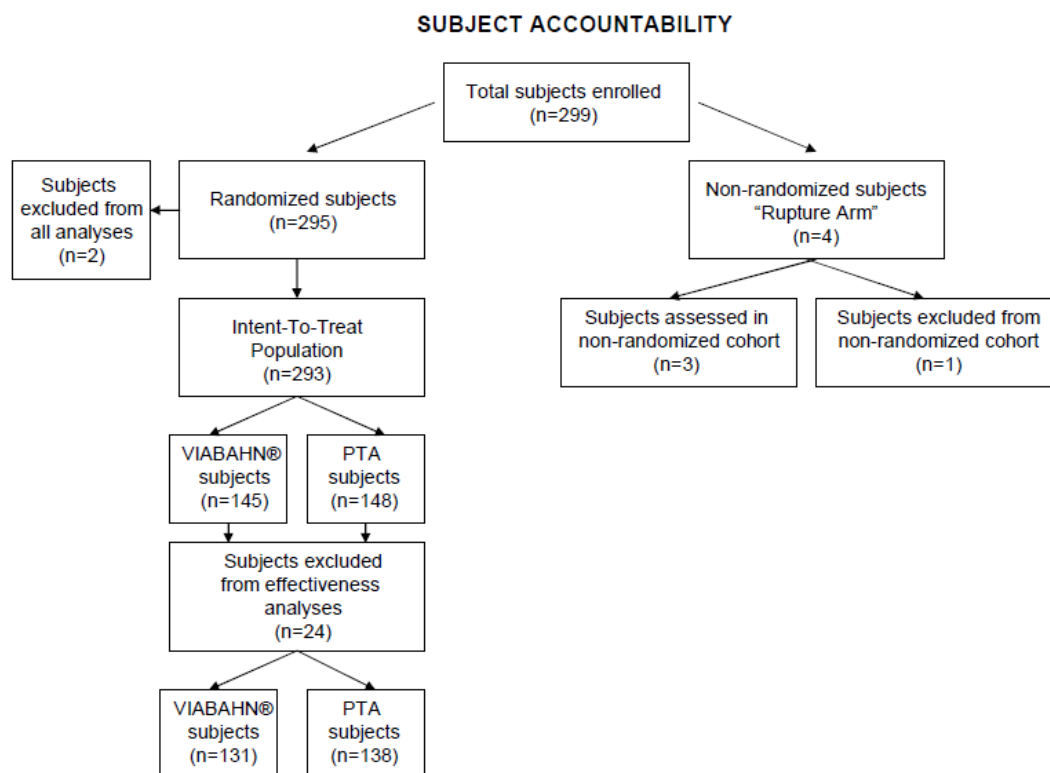 SUBJECT ACCOUNTABILITY
Total subjects enrolled
(n=299)
Subjects
excluded from
all analyses
(n=2)
Randomized subjects
(n=295)
Non-randomized subjects
“Rupture Arm”
(n=4)
Intent-To-Treat
Population
(n=293)
Subjects assessed in
non-randomized cohort
(n=3)
Subjects excluded from
non-randomized cohort
(n=1)
VIABAHN®
subjects
(n=145)
PTA
subjects
(n=148)
Subjects excluded
from effectiveness
analyses
(n=24)
VIABAHN®
subjects
(n=131)
PTA
subjects
(n=138)